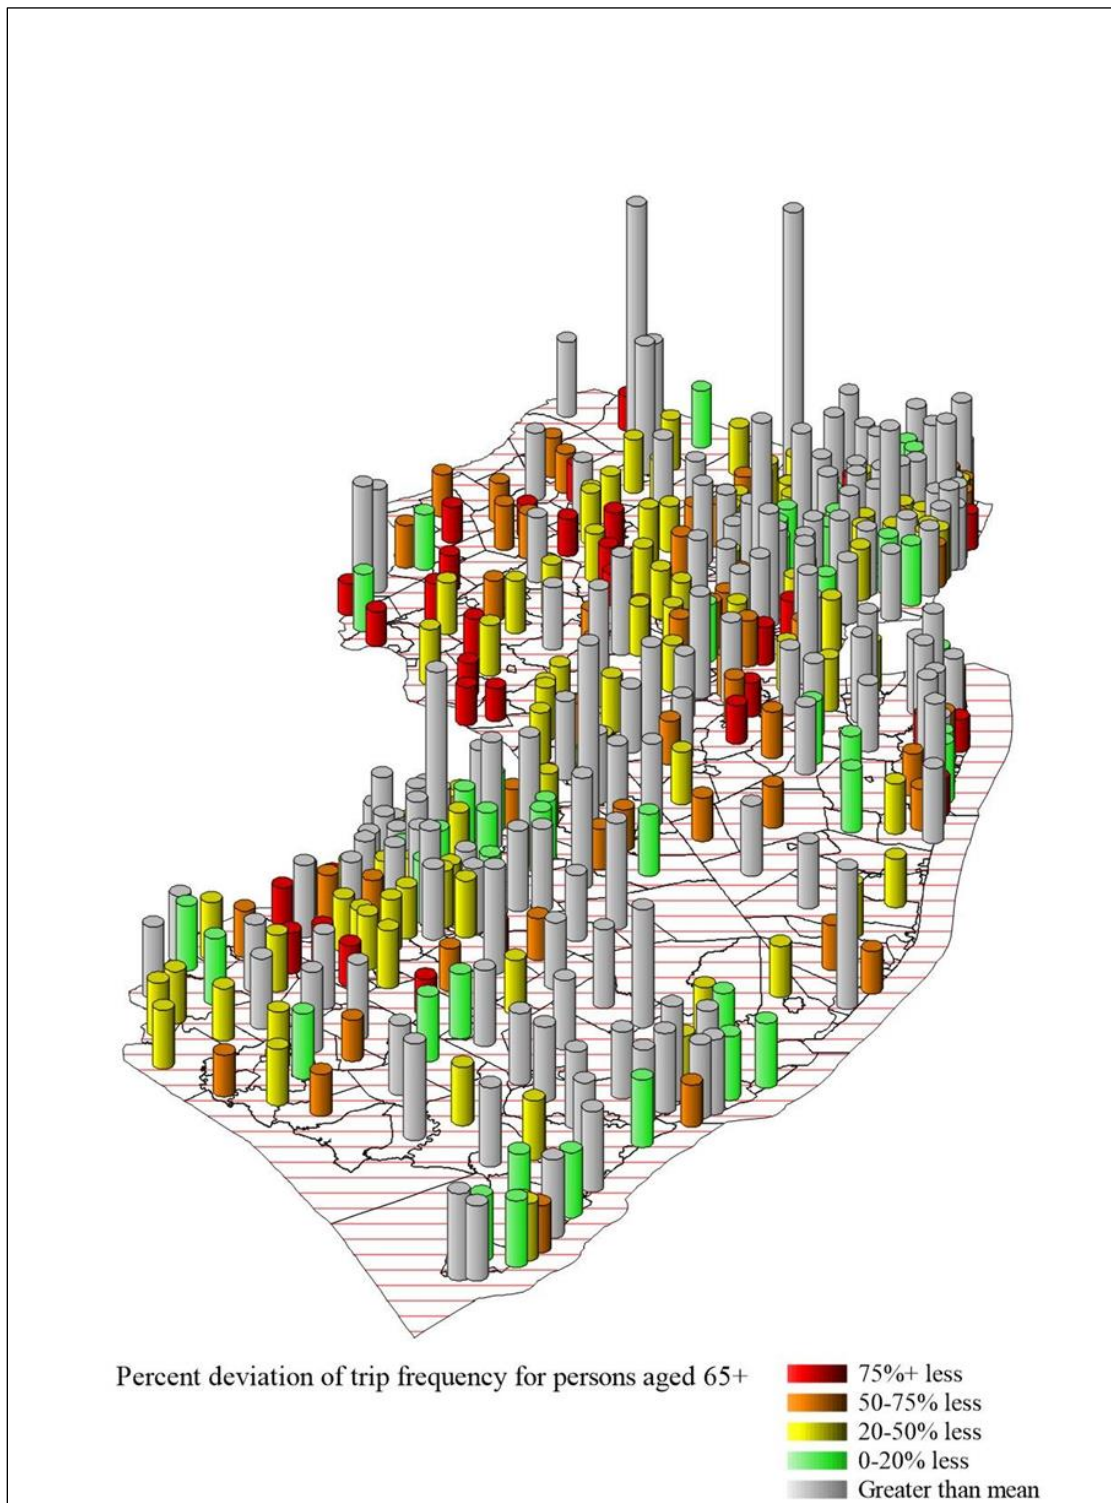 Percent deviation of trip frequency for persons aged 65+
75%+ less
50-75% less
20-50% less
0-20% less
Greater than mean